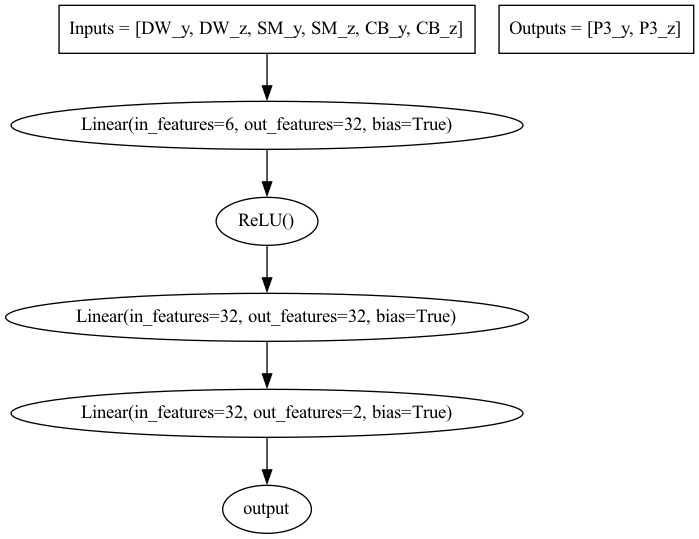 Inputs = [DW_y, DW_z, SM_y, SM_z, CB_y, CB_z]
Outputs = [P3_y, P3_z]
Linear(in_features=6, out_features=32, bias=True)
ReLU()
Linear(in_features=32, out_features=32, bias=True)
Linear(in_features=32, out_features=2, bias=True)
output